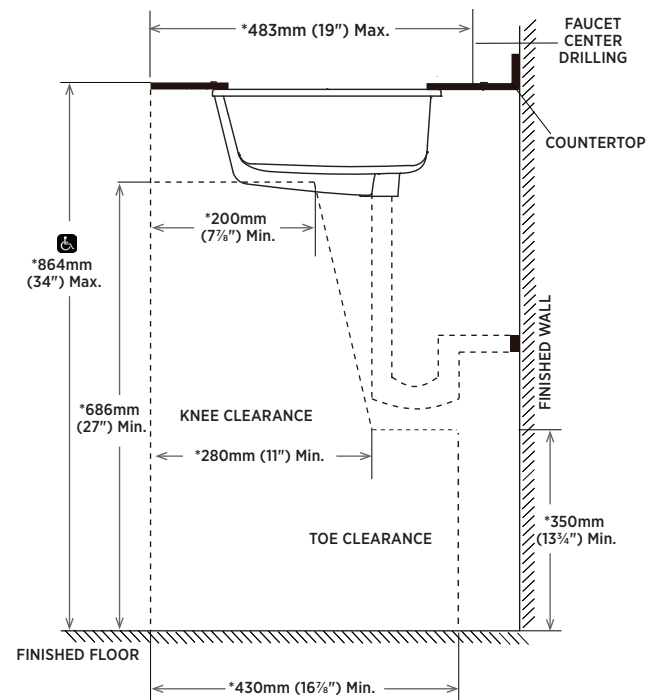 *483mm (19") Max.
FAUCET
CENTER
DRILLING
COUNTERTOP
*200mm
(7⅞") Min.
*864mm
(34") Max.
FINISHED WALL
*686mm
(27") Min.
KNEE CLEARANCE
*280mm (11") Min.
*350mm
(13¾") Min.
TOE CLEARANCE
FINISHED FLOOR
*430mm (16⅞") Min.